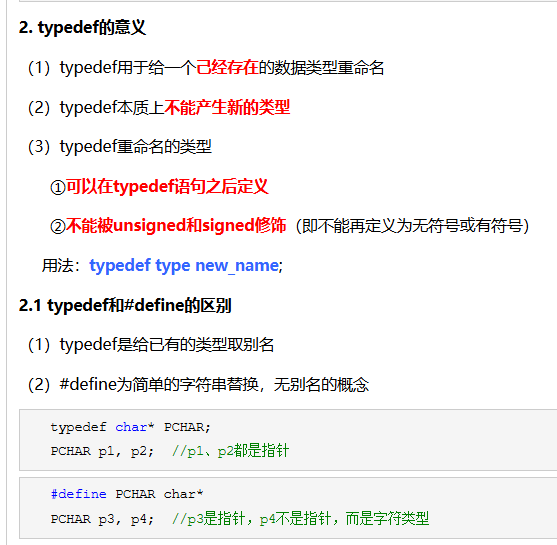 2. typedef的意义
（1）typedef用于给一个已经存在的数据类型重命名
（2）typedef本质上不能产生新的类型
（3）typedef重命名的类型
①可以在typedef语句之后定义
②不能被unsigned和signed修饰（即不能再定义为无符号或有符号）
用法：typedef type new_name;
2.1 typedef和#define的区别
（1）typedef是给已有的类型取别名
（2）#define为简单的字符串替换，无别名的概念
typedef char* PCHAR;
PCHAR p1, p2;  //p1、p2都是指针
#define PCHAR char*
PCHAR p3, p4;  //p3是指针，p4不是指针，而是字符类型